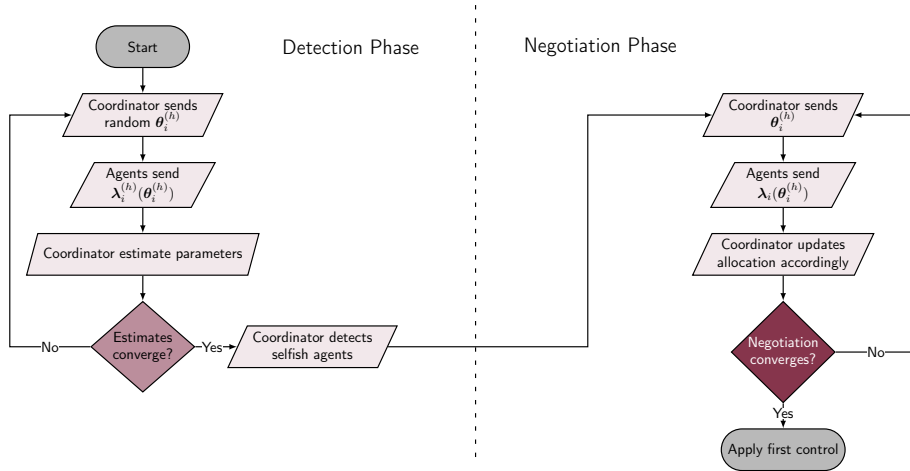 Detection Phase
Negotiation Phase
Start
Coordinator sends
random θ_i^{(h)}
Agents send
λ_i^{(h)}(θ_i^{(h)})
Coordinator estimate parameters
Estimates
converge?
No
Yes
Coordinator detects
selfish agents
Coordinator sends
θ_i^{(h)}
Agents send
λ_i(θ_i^{(h)})
Coordinator updates
allocation accordingly
Negotiation
converges?
No
Yes
Apply first control